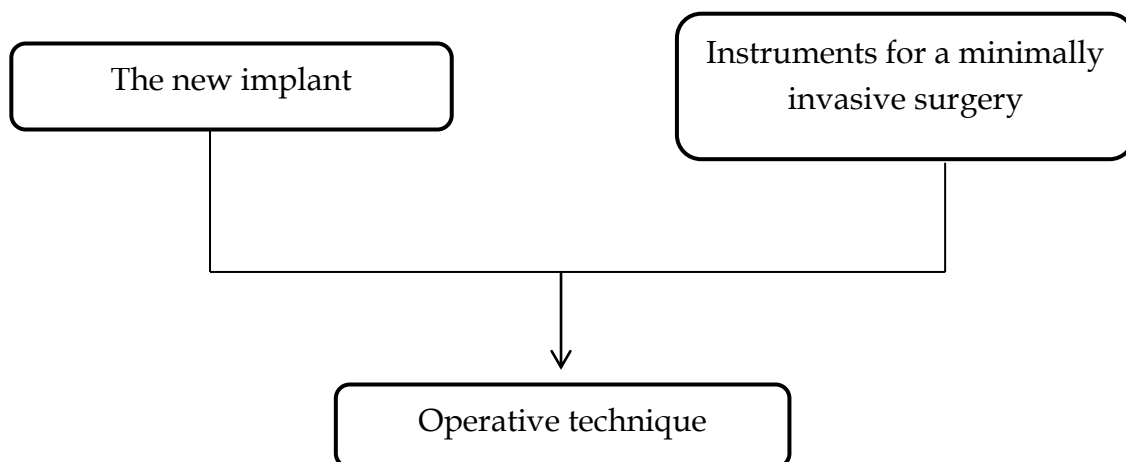 The new implant
Instruments for a minimally
invasive surgery
Operative technique